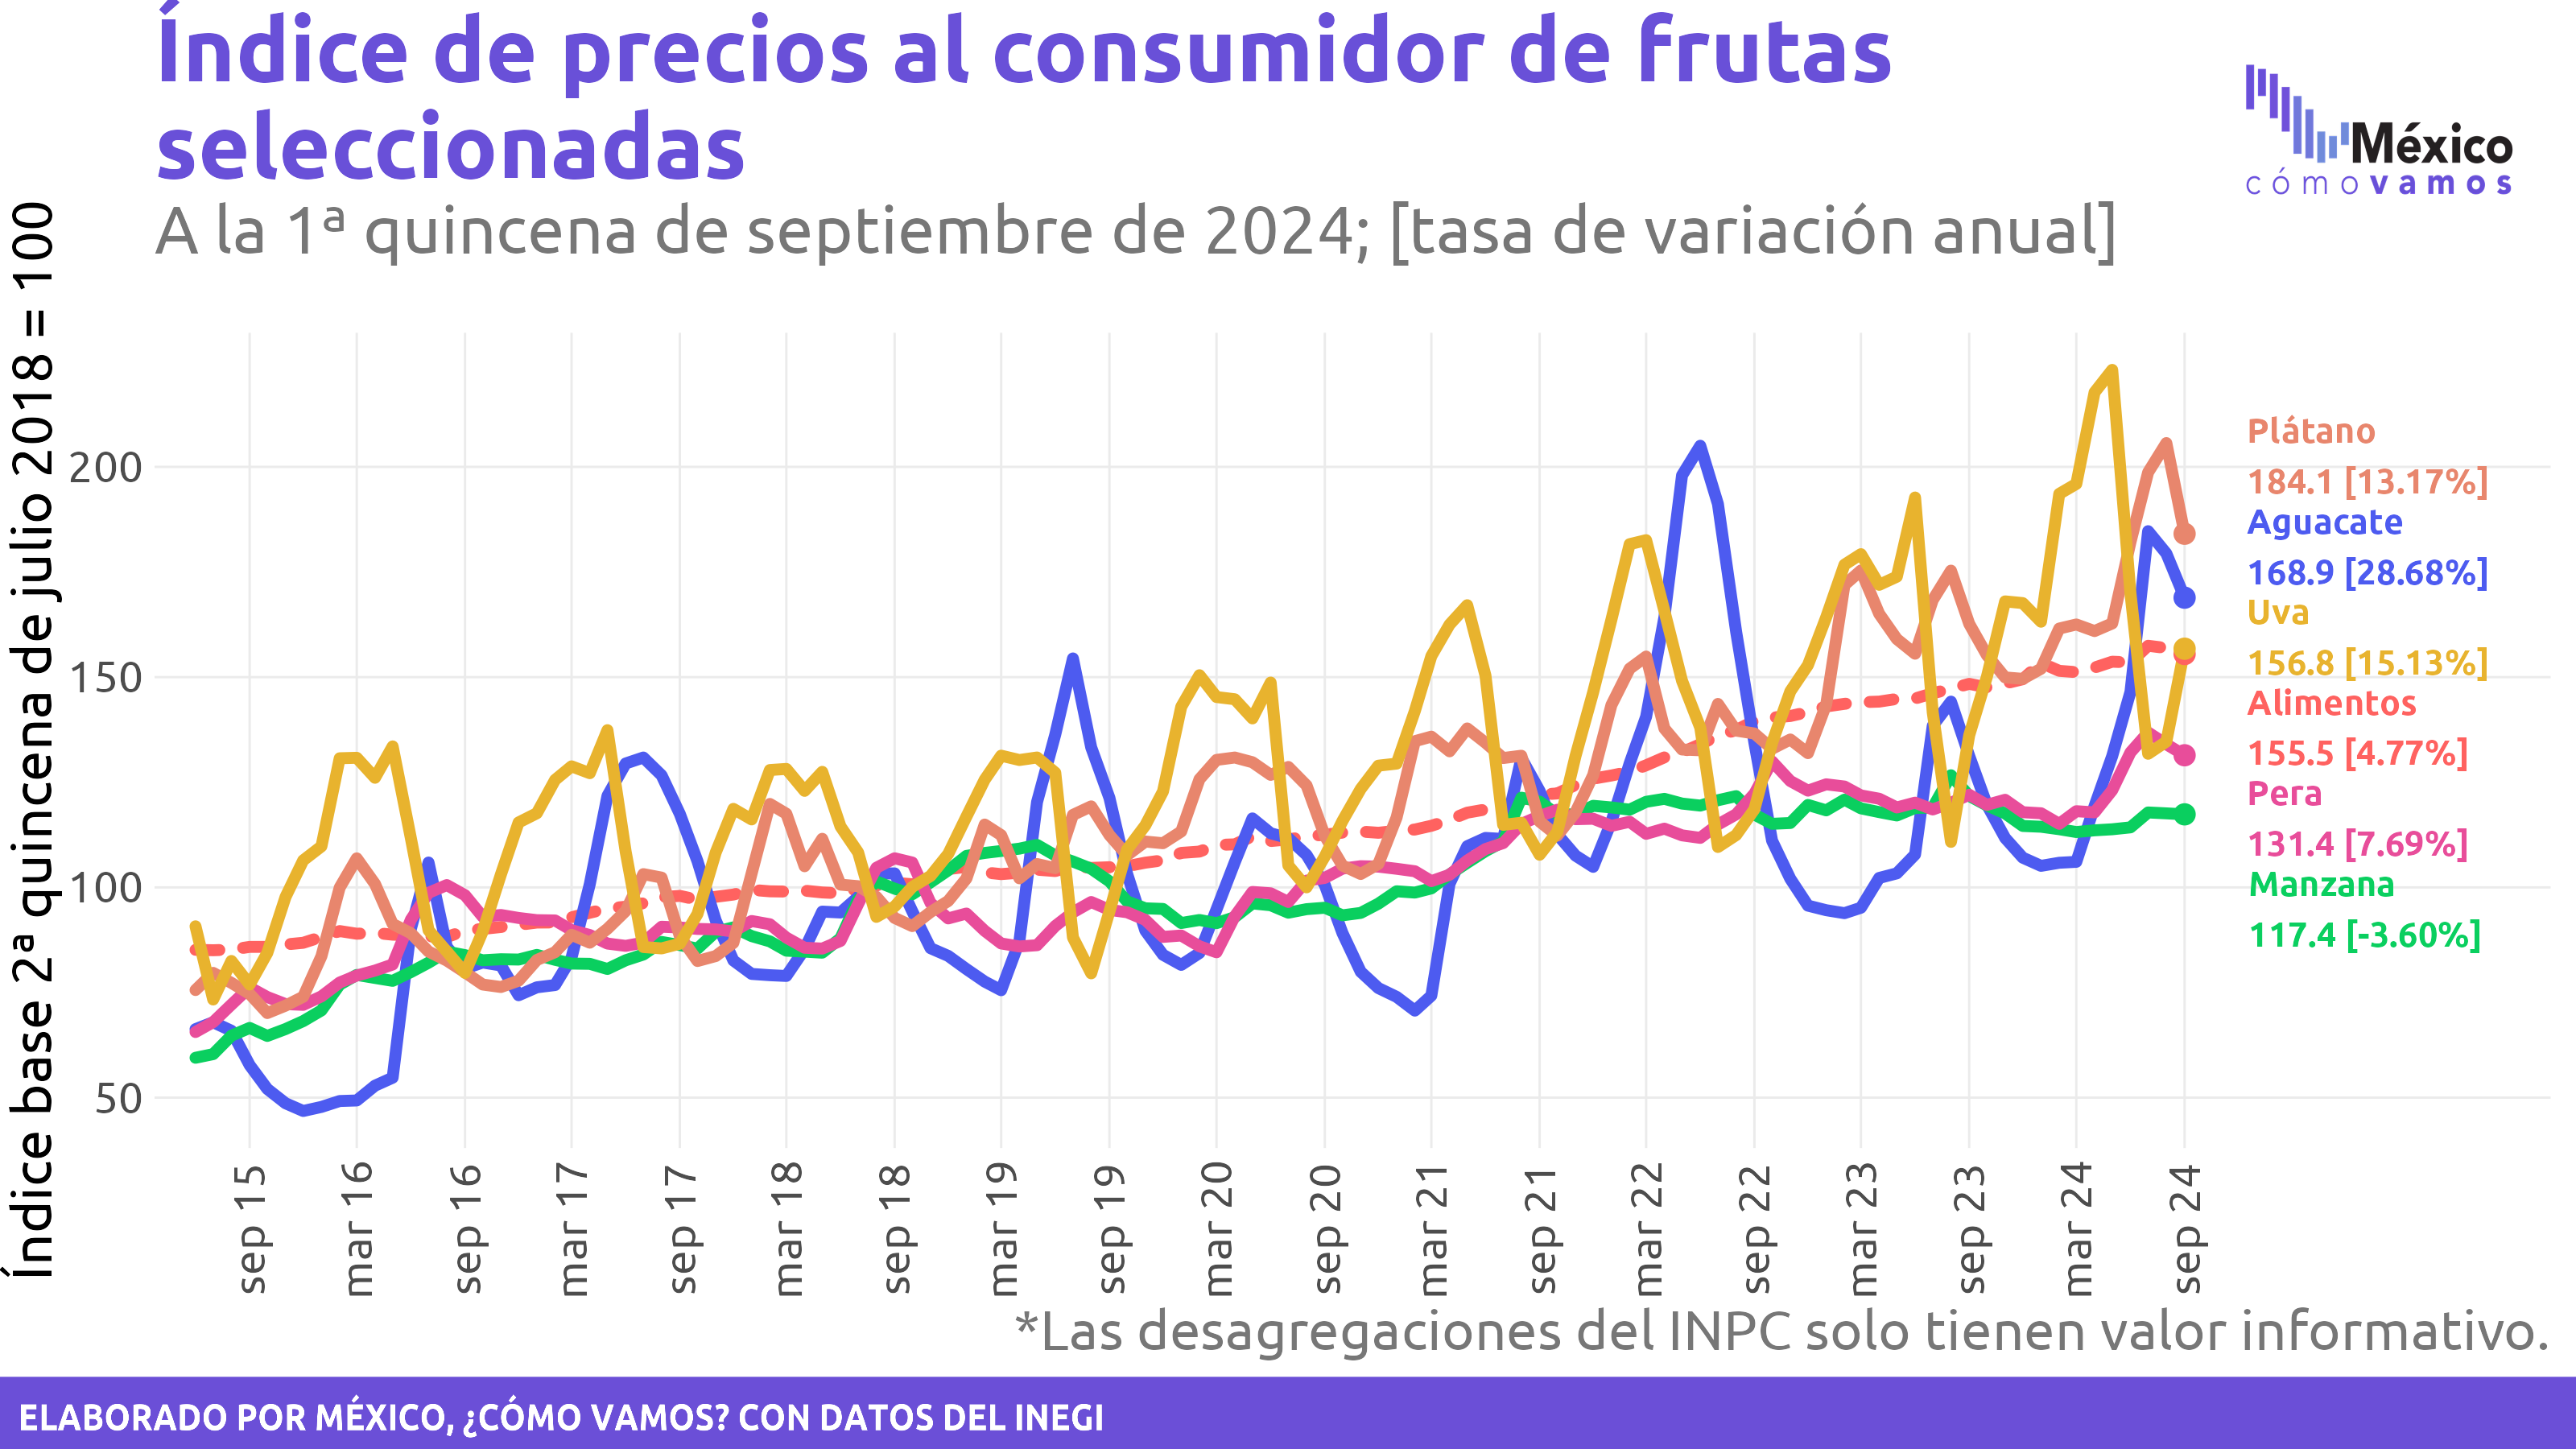 Índice de precios al consumidor de frutas
seleccionadas
A la 1ª quincena de septiembre de 2024; [tasa de variación anual]
México
cómovamos
Índice base 2ª quincena de julio 2018 = 100
200
150
100
50
Plátano
184.1 [13.17%]
Aguacate
168.9 [28.68%]
Uva
156.8 [15.13%]
Alimentos
155.5 [4.77%]
Pera
131.4 [7.69%]
Manzana
117.4 [-3.60%]
sep 15
mar 16
sep 16
mar 17
sep 17
mar 18
sep 18
mar 19
sep 19
mar 20
sep 20
mar 21
sep 21
mar 22
sep 22
mar 23
sep 23
mar 24
sep 24
*Las desagregaciones del INPC solo tienen valor informativo.
ELABORADO POR MÉXICO, ¿CÓMO VAMOS? CON DATOS DEL INEGI